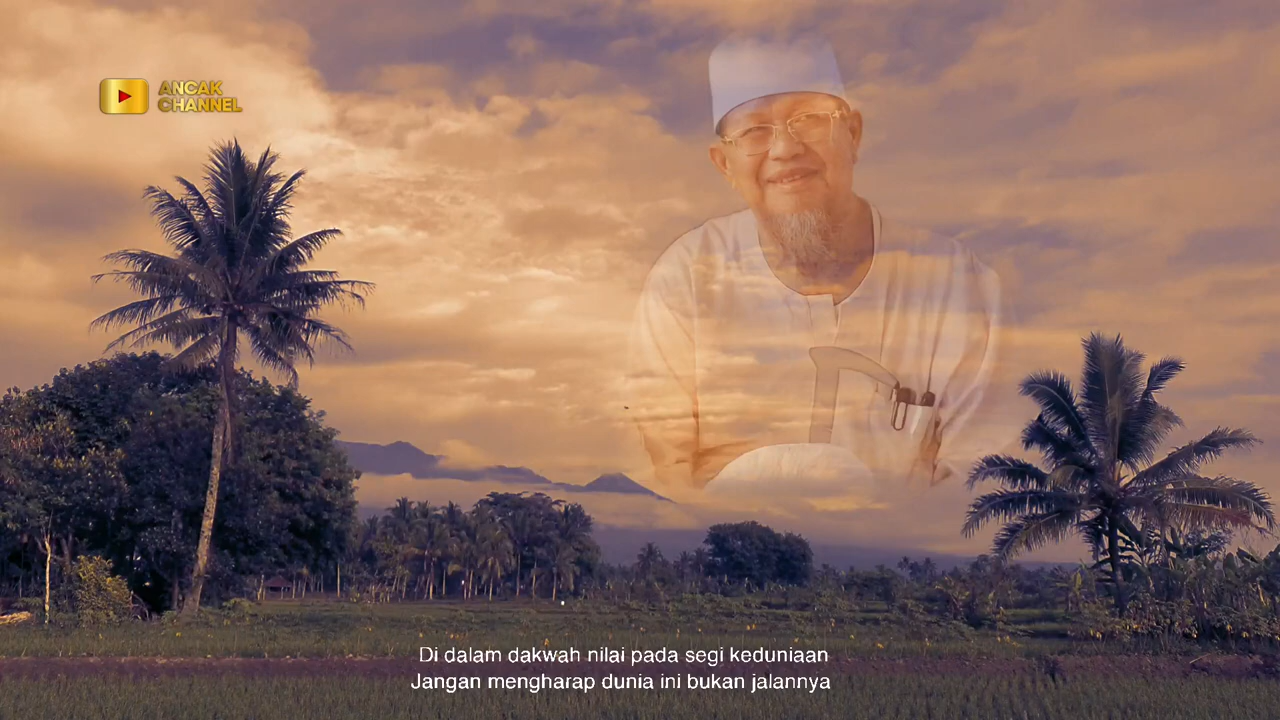 ANCAK
CHANNEL
Di dalam dakwah nilai pada segi keduniaan
Jangan mengharap dunia ini bukan jalannya